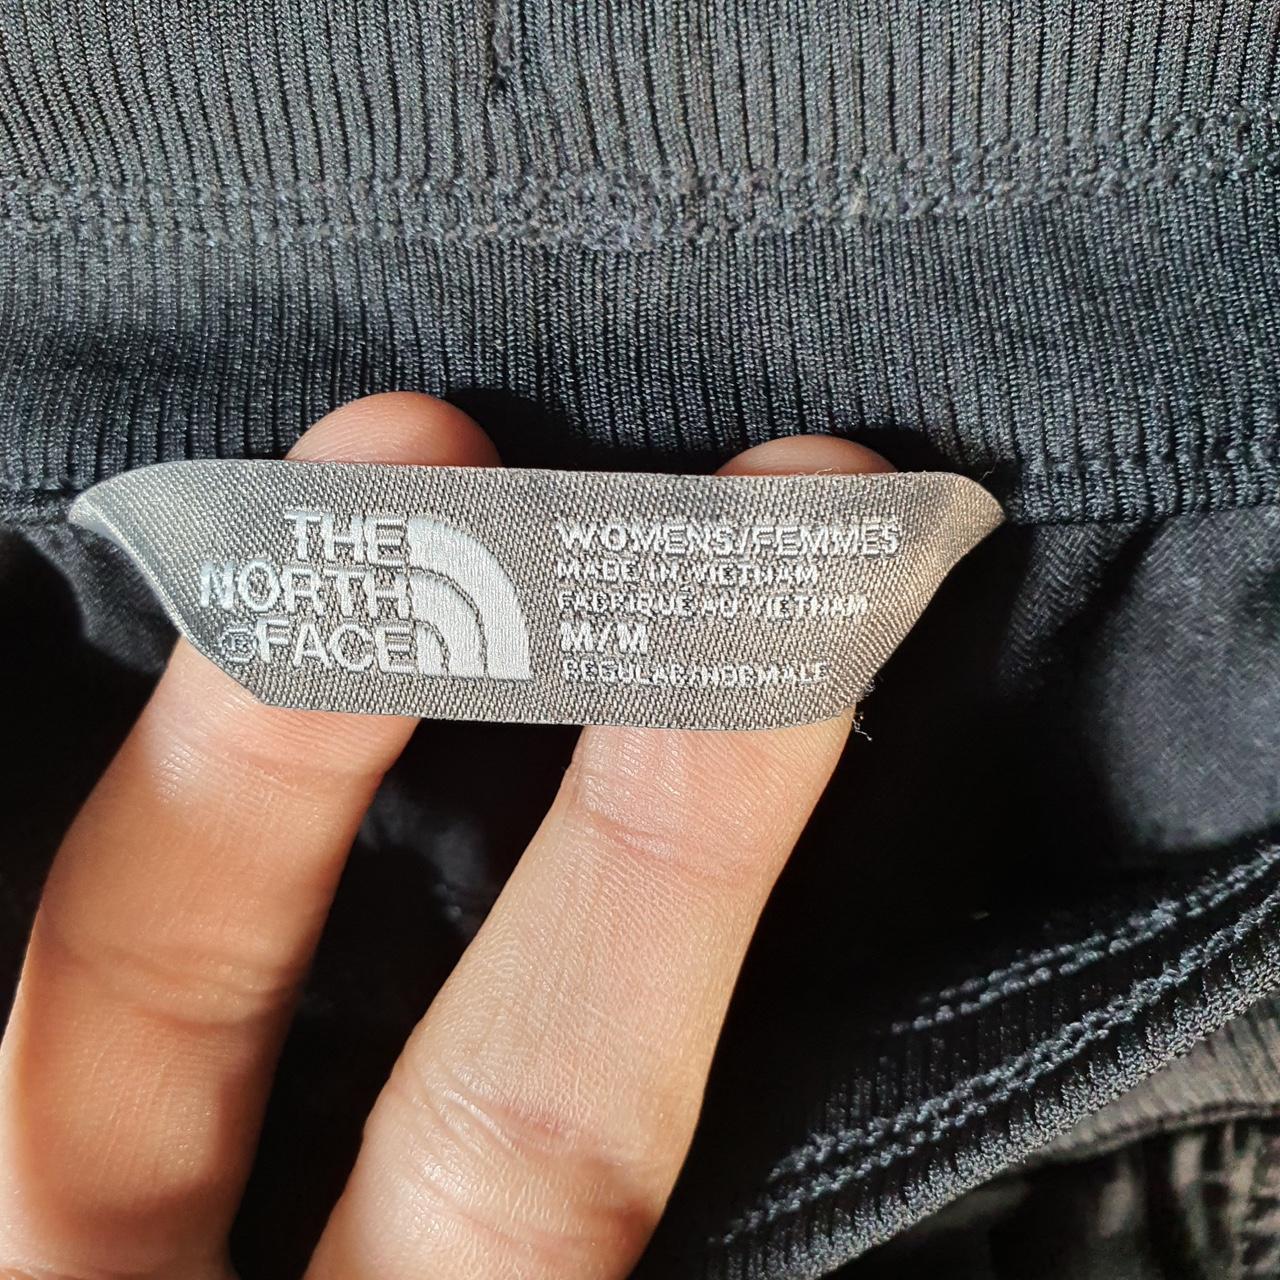 THE
NORTH
FACE
WOMENS/FEMMES
MADE IN VIETNAM
FABRIQUE AU VIETNAM
M/M
REGULAR/NORMALE